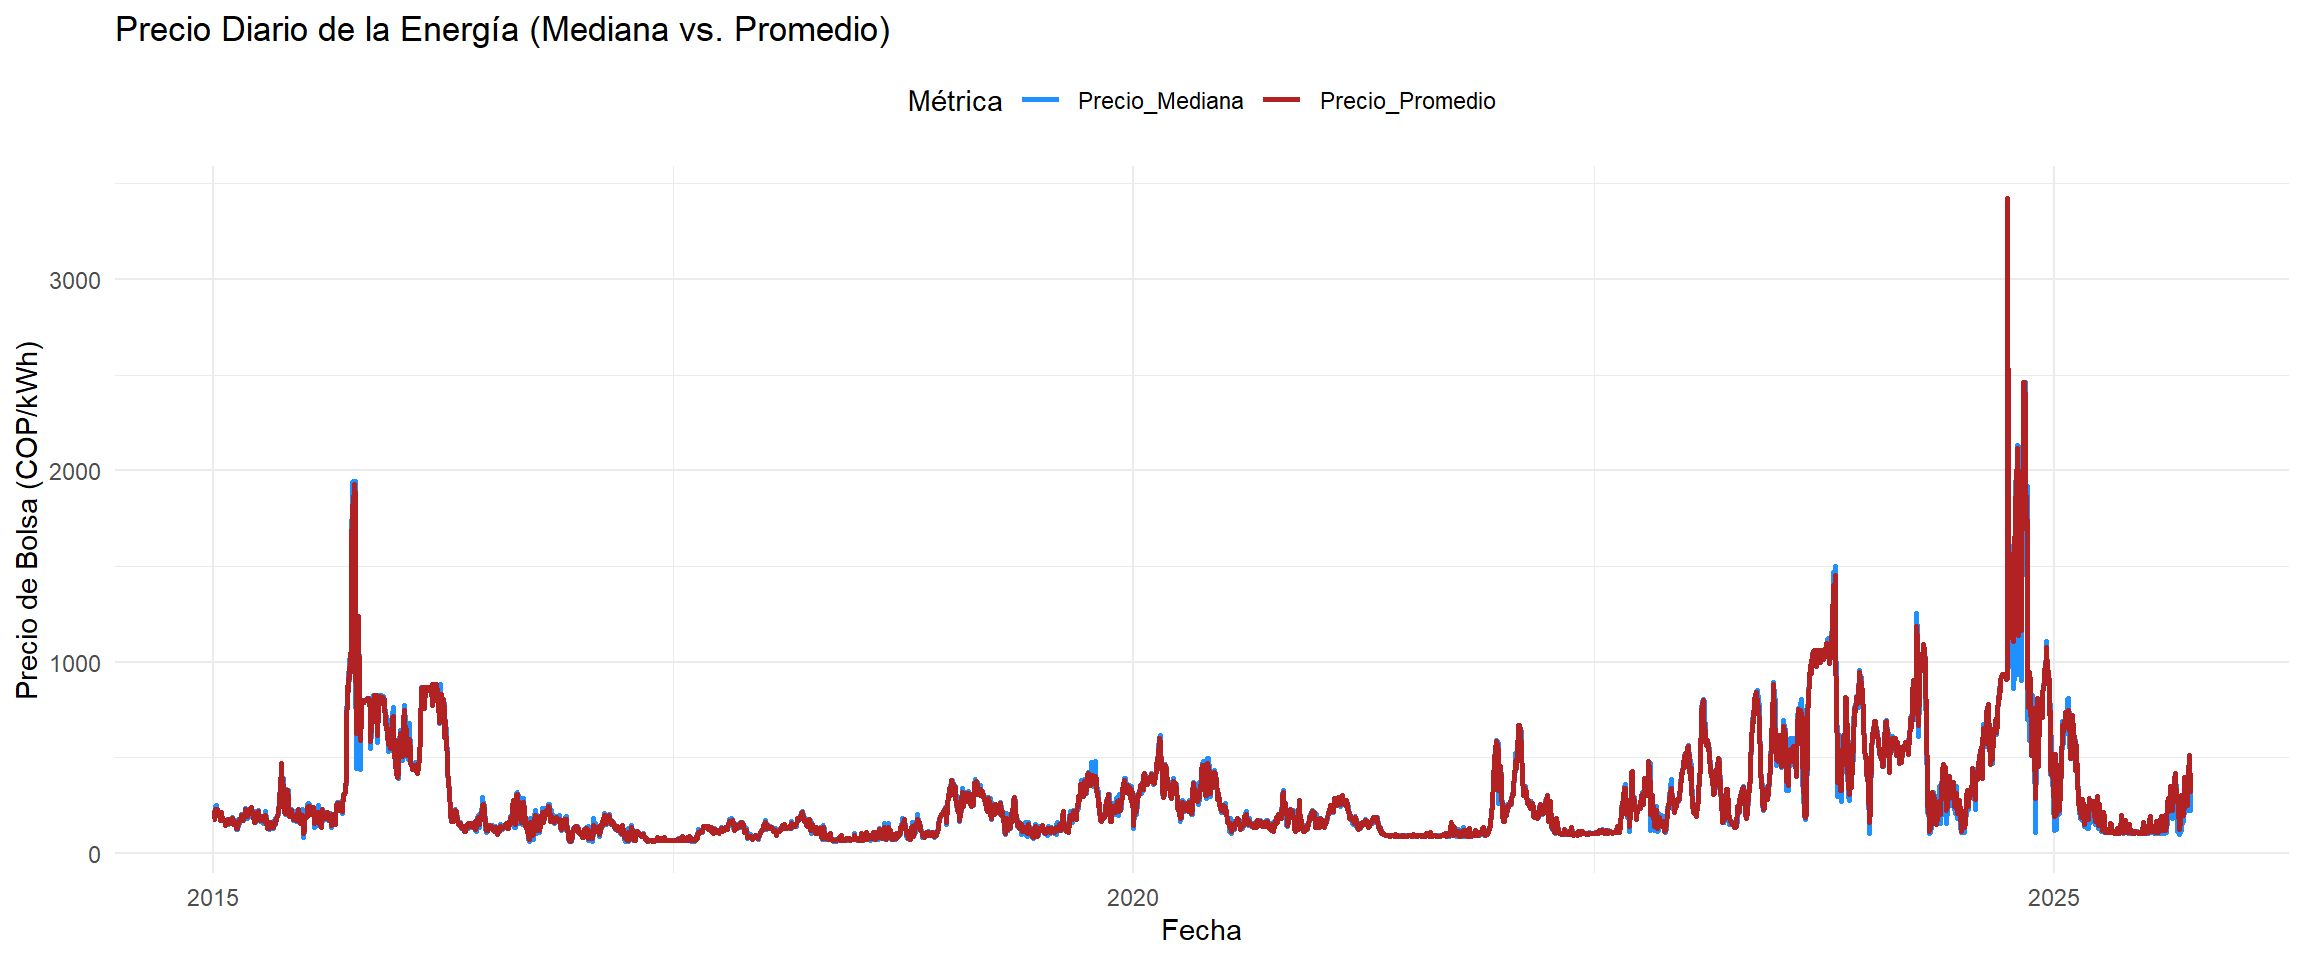 Precio Diario de la Energía (Mediana vs. Promedio)
Métrica Precio_Mediana Precio_Promedio
Precio de Bolsa (COP/kWh)
3000
2000
1000
0
2015 2020 2025
Fecha